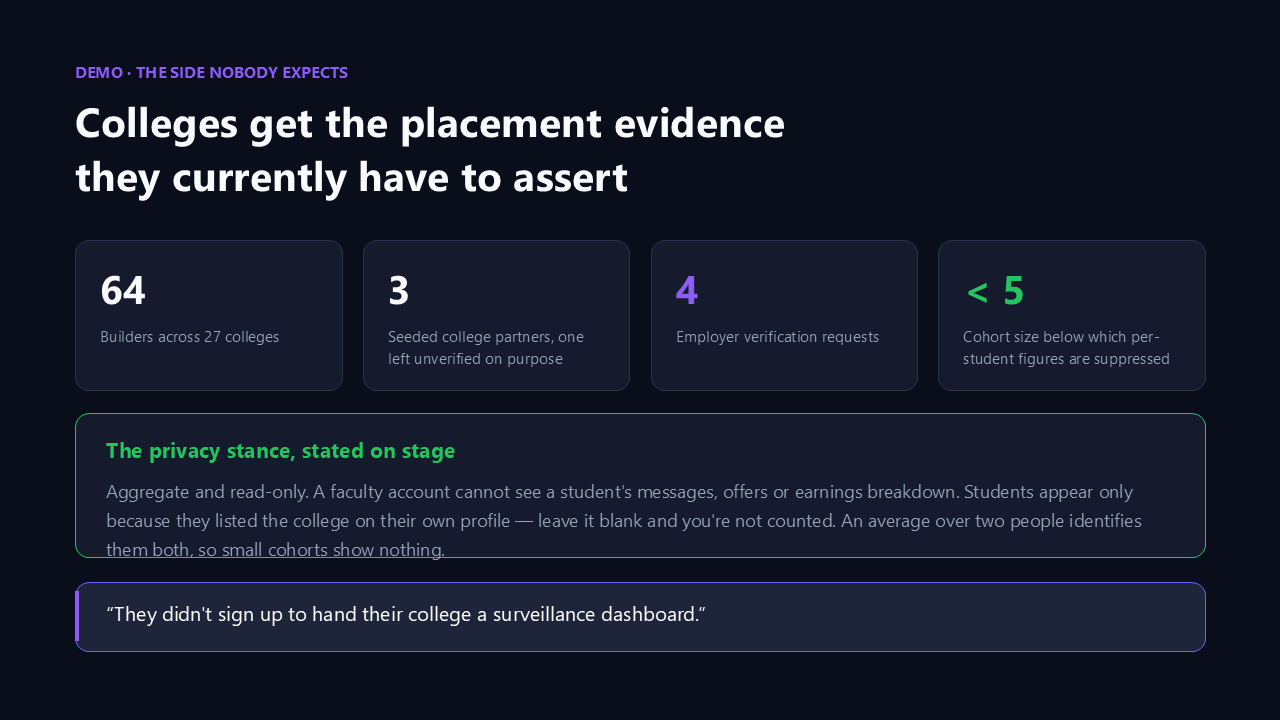 DEMO · THE SIDE NOBODY EXPECTS
Colleges get the placement evidence
they currently have to assert
64
Builders across 27 colleges
3
Seeded college partners, one
left unverified on purpose
4
Employer verification requests
< 5
Cohort size below which per-
student figures are suppressed
The privacy stance, stated on stage
Aggregate and read-only. A faculty account cannot see a student's messages, offers or earnings breakdown. Students appear only
because they listed the college on their own profile — leave it blank and you're not counted. An average over two people identifies
them both, so small cohorts show nothing.
“They didn't sign up to hand their college a surveillance dashboard.”